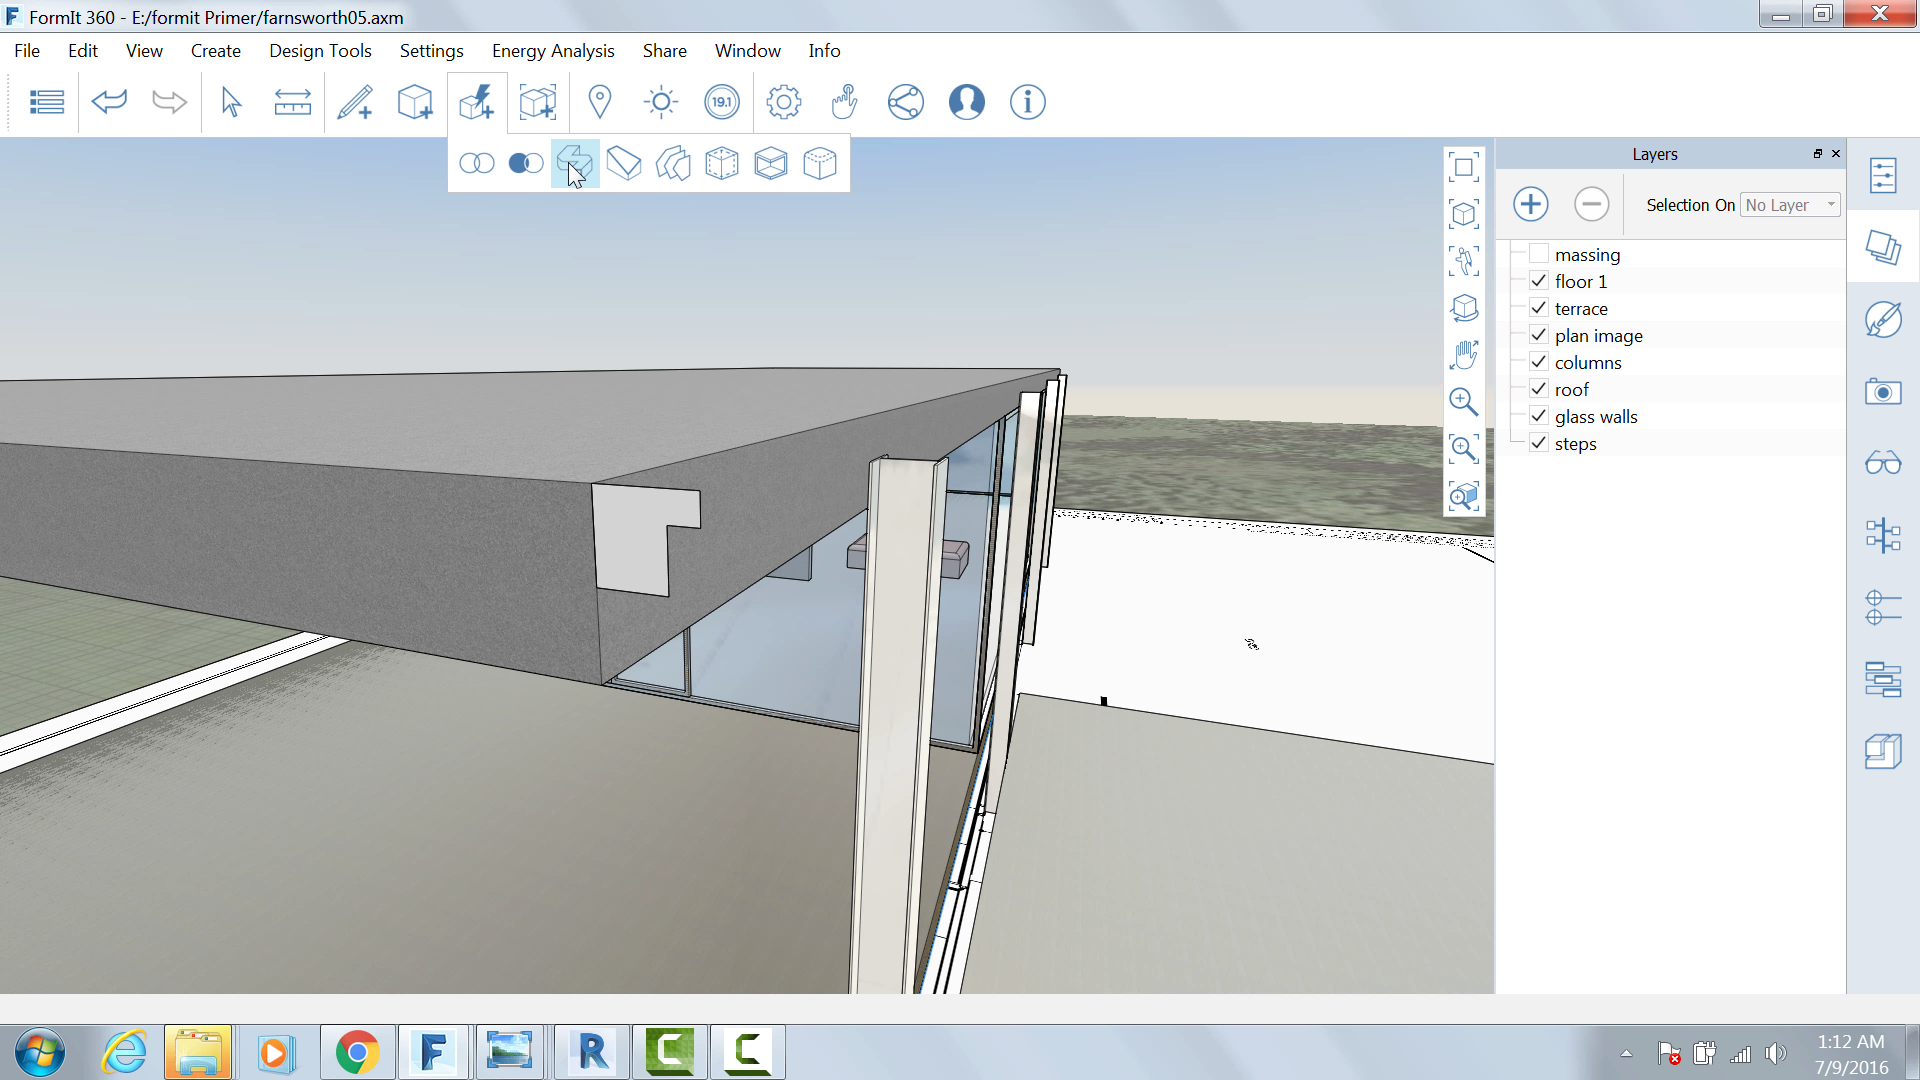 FormIt 360 - E:/formit Primer/farnsworth05.axm
File Edit View Create Design Tools Settings Energy Analysis Share Window Info
19.1
Layers
Selection On No Layer
massing
floor 1
terrace
plan image
columns
roof
glass walls
steps
1:12 AM
7/9/2016